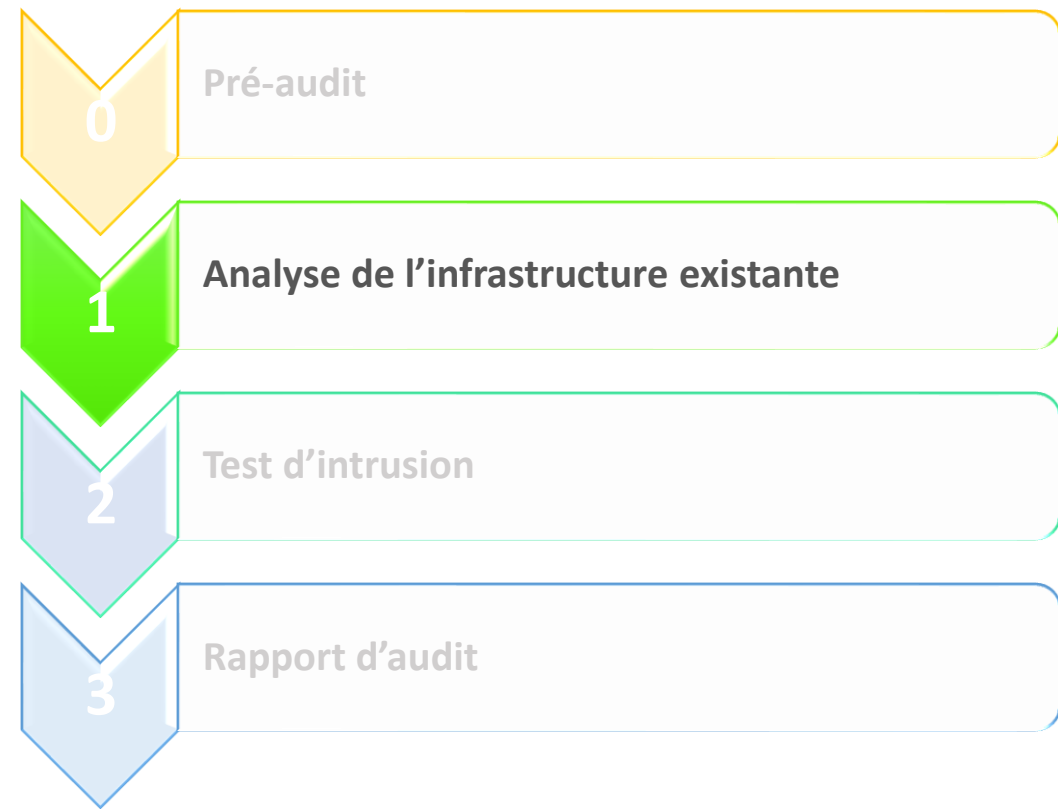 0
Pré-audit
1
Analyse de l’infrastructure existante
2
Test d’intrusion
3
Rapport d’audit